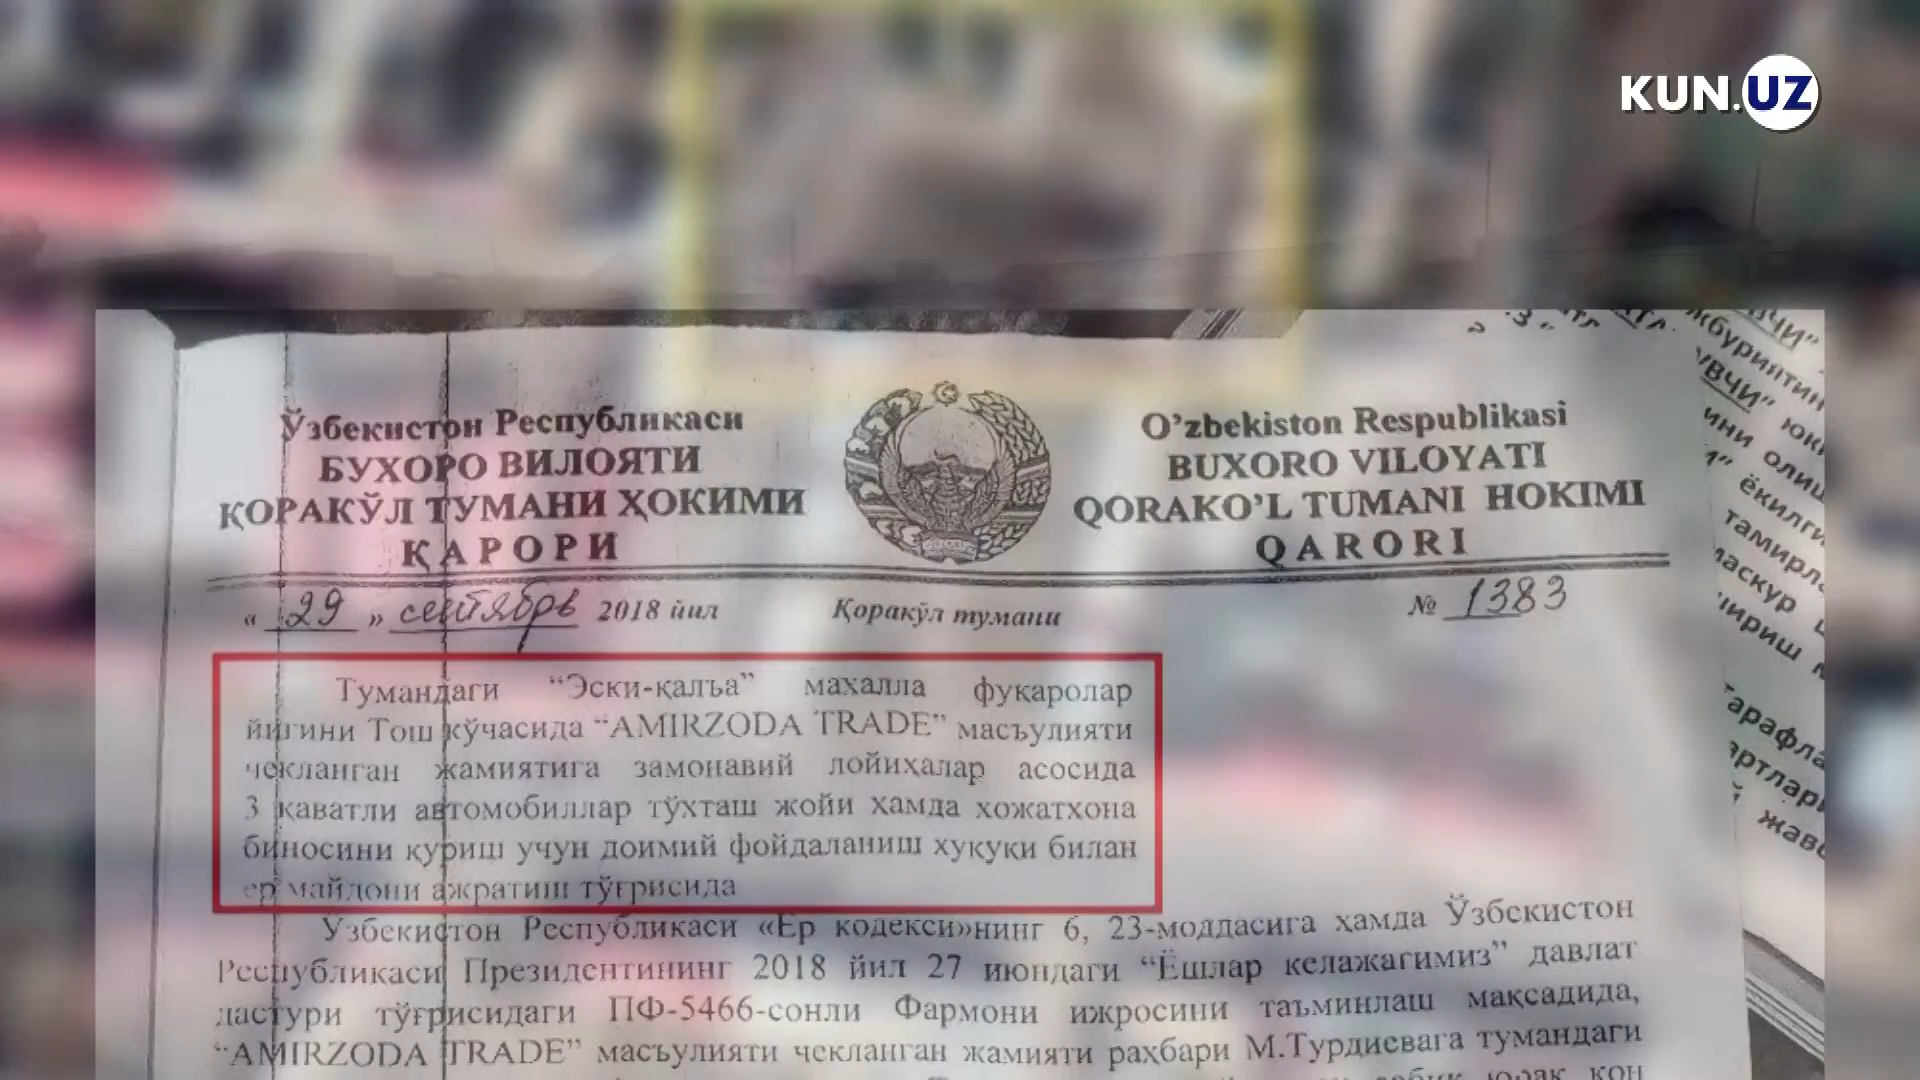 KUN.UZ
Ўзбекистон Республикаси
БУХОРО ВИЛОЯТИ
ҚОРАКЎЛ ТУМАНИ ҲОКИМИ
ҚАРОРИ
O’zbekiston Respublikasi
BUXORO VILOYATI
QORAKO’L TUMANI HOKIMI
QARORI
“ 29 ” сентябрь 2018 йил Қоракўл тумани № 1383
Тумандаги “Эски-қалъа” махалла фуқаролар
йиғини Тош кўчасида “AMIRZODA TRADE” масъулияти
чекланган жамиятига замонавий лойиҳалар асосида
3 қаватли автомобиллар тўхташ жойи ҳамда хожатхона
биносини қуриш учун доимий фойдаланиш ҳуқуқи билан
ер майдони ажратиш тўғрисида
Ўзбекистон Республикаси «Ер кодекси»нинг 6, 23-моддасига ҳамда Ўзбекистон
Республикаси Президентининг 2018 йил 27 июндаги “Ёшлар келажагимиз” давлат
дастури тўғрисидаги ПФ-5466-сонли Фармони ижросини таъминлаш мақсадида,
“AMIRZODA TRADE” масъулияти чекланган жамияти раҳбари М.Турдиевага тумандаги
ёқилғи
маскур